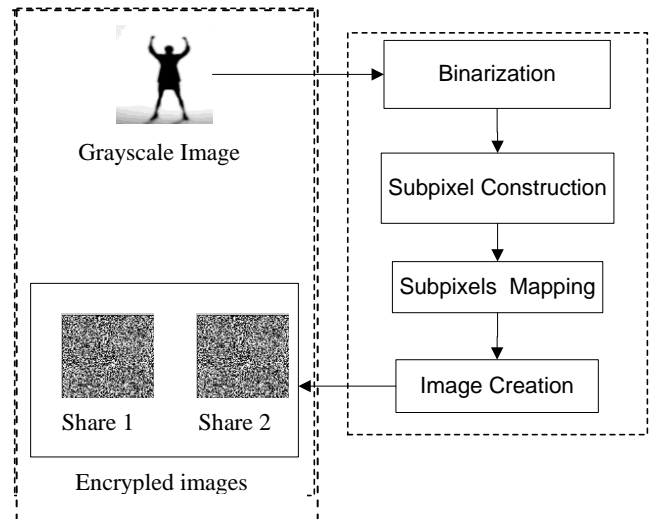 Grayscale Image
Binarization
Subpixel Construction
Subpixels Mapping
Image Creation
Share 1
Share 2
Encrypled images